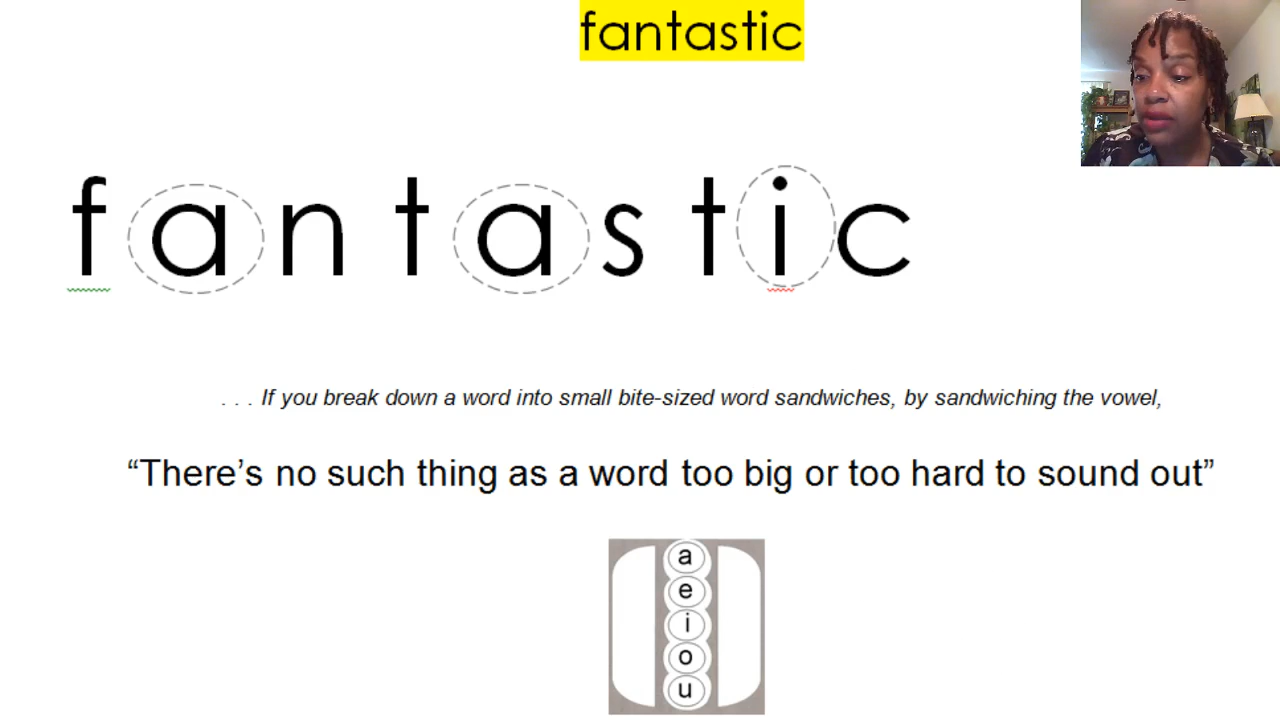 fantastic
f a n t a s t i c
. . . If you break down a word into small bite-sized word sandwiches, by sandwiching the vowel,
“There’s no such thing as a word too big or too hard to sound out”
a
e
i
o
u